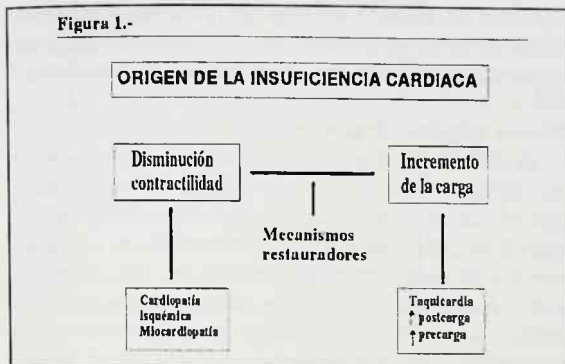 Figura 1.-
ORIGEN DE LA INSUFICIENCIA CARDIACA
Disminución
contractilidad
Incremento
de la carga
Mecanismos
restauradores
Cardiopatía
Isquémica
Miocardiopatía
Taquicardia
↑ postcarga
↑ precarga